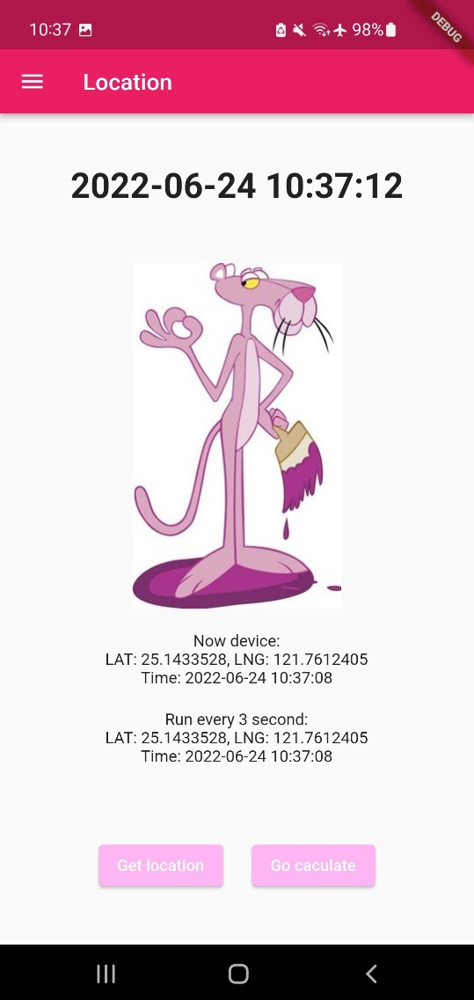 10:37 98%
DEBUG
Location
2022-06-24 10:37:12
Now device:
LAT: 25.1433528, LNG: 121.7612405
Time: 2022-06-24 10:37:08
Run every 3 second:
LAT: 25.1433528, LNG: 121.7612405
Time: 2022-06-24 10:37:08
Get location Go caculate